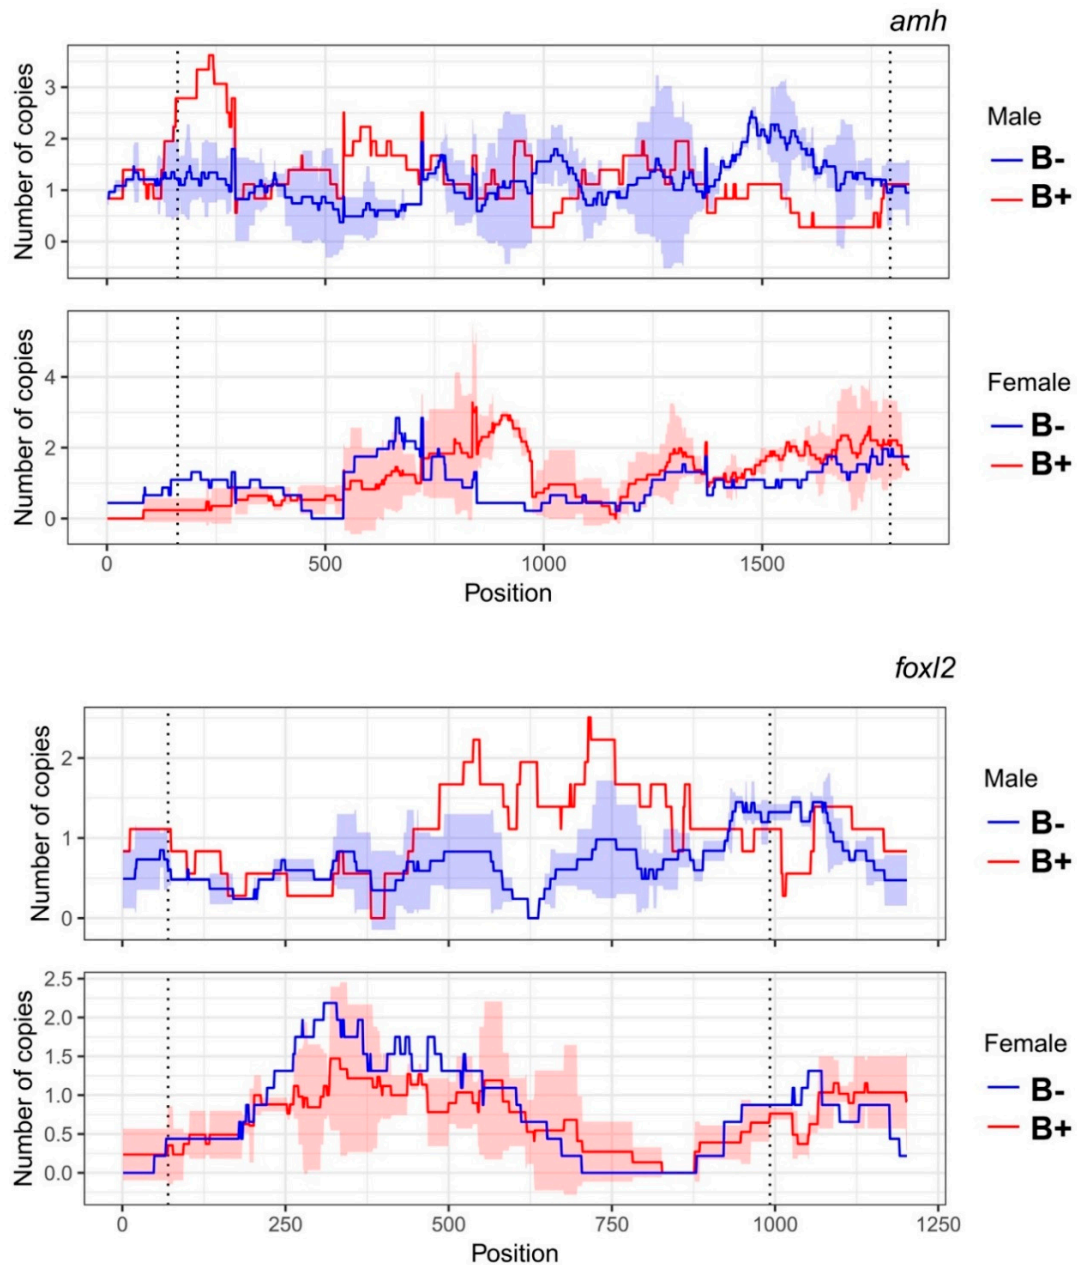 amh
Number of copies
3
2
1
0
Male
B-
B+
Number of copies
4
2
0
Female
B-
B+
0 500 1000 1500
Position
foxl2
Number of copies
2
1
0
Male
B-
B+
Number of copies
2.5
2.0
1.5
1.0
0.5
0.0
Female
B-
B+
0 250 500 750 1000 1250
Position